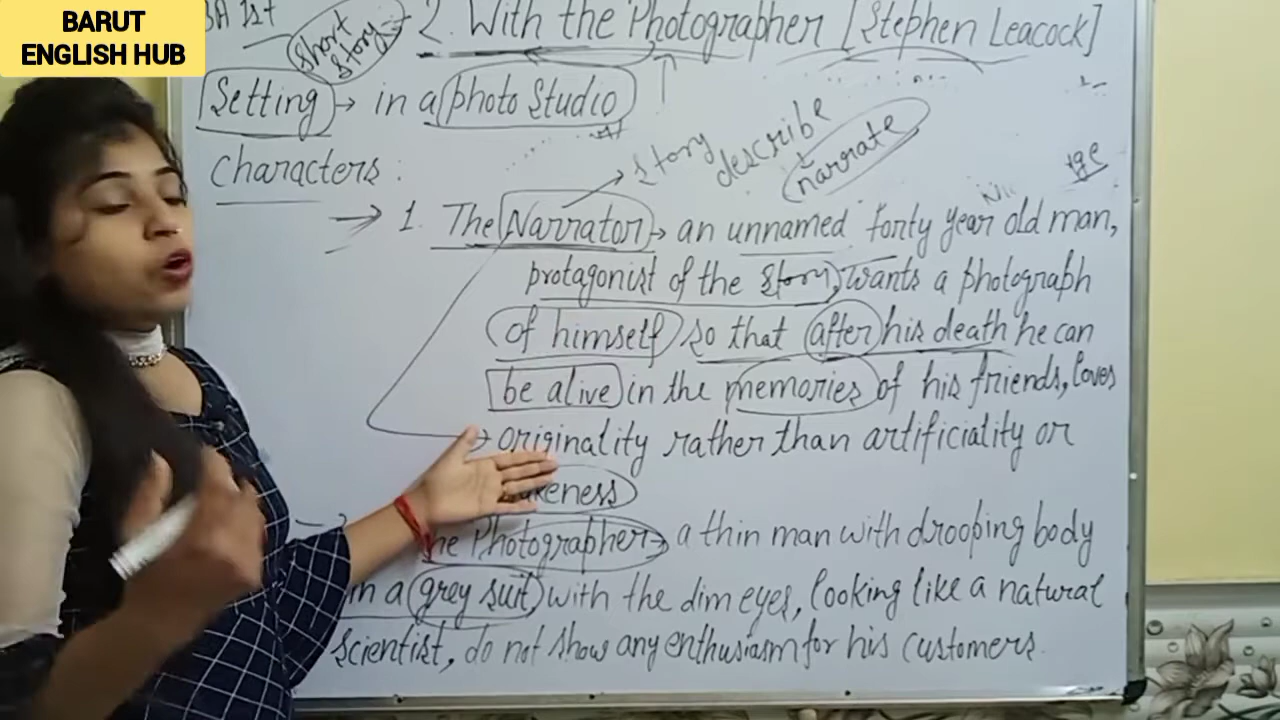 BARUT
ENGLISH HUB
BA 1st
Short Story
2. With the Photographer [Stephen Leacock]
Setting → in a photo Studio
Characters :
Story describe narrate
1. The Narrator → an unnamed forty year old man,
protagonist of the story, wants a photograph
of himself so that after his death he can
be alive in the memories of his friends, loves
originality rather than artificiality or
Photographer → a thin man with drooping body
in a grey suit with the dim eyes, looking like a natural
scientist, do not show any enthusiasm for his customers.